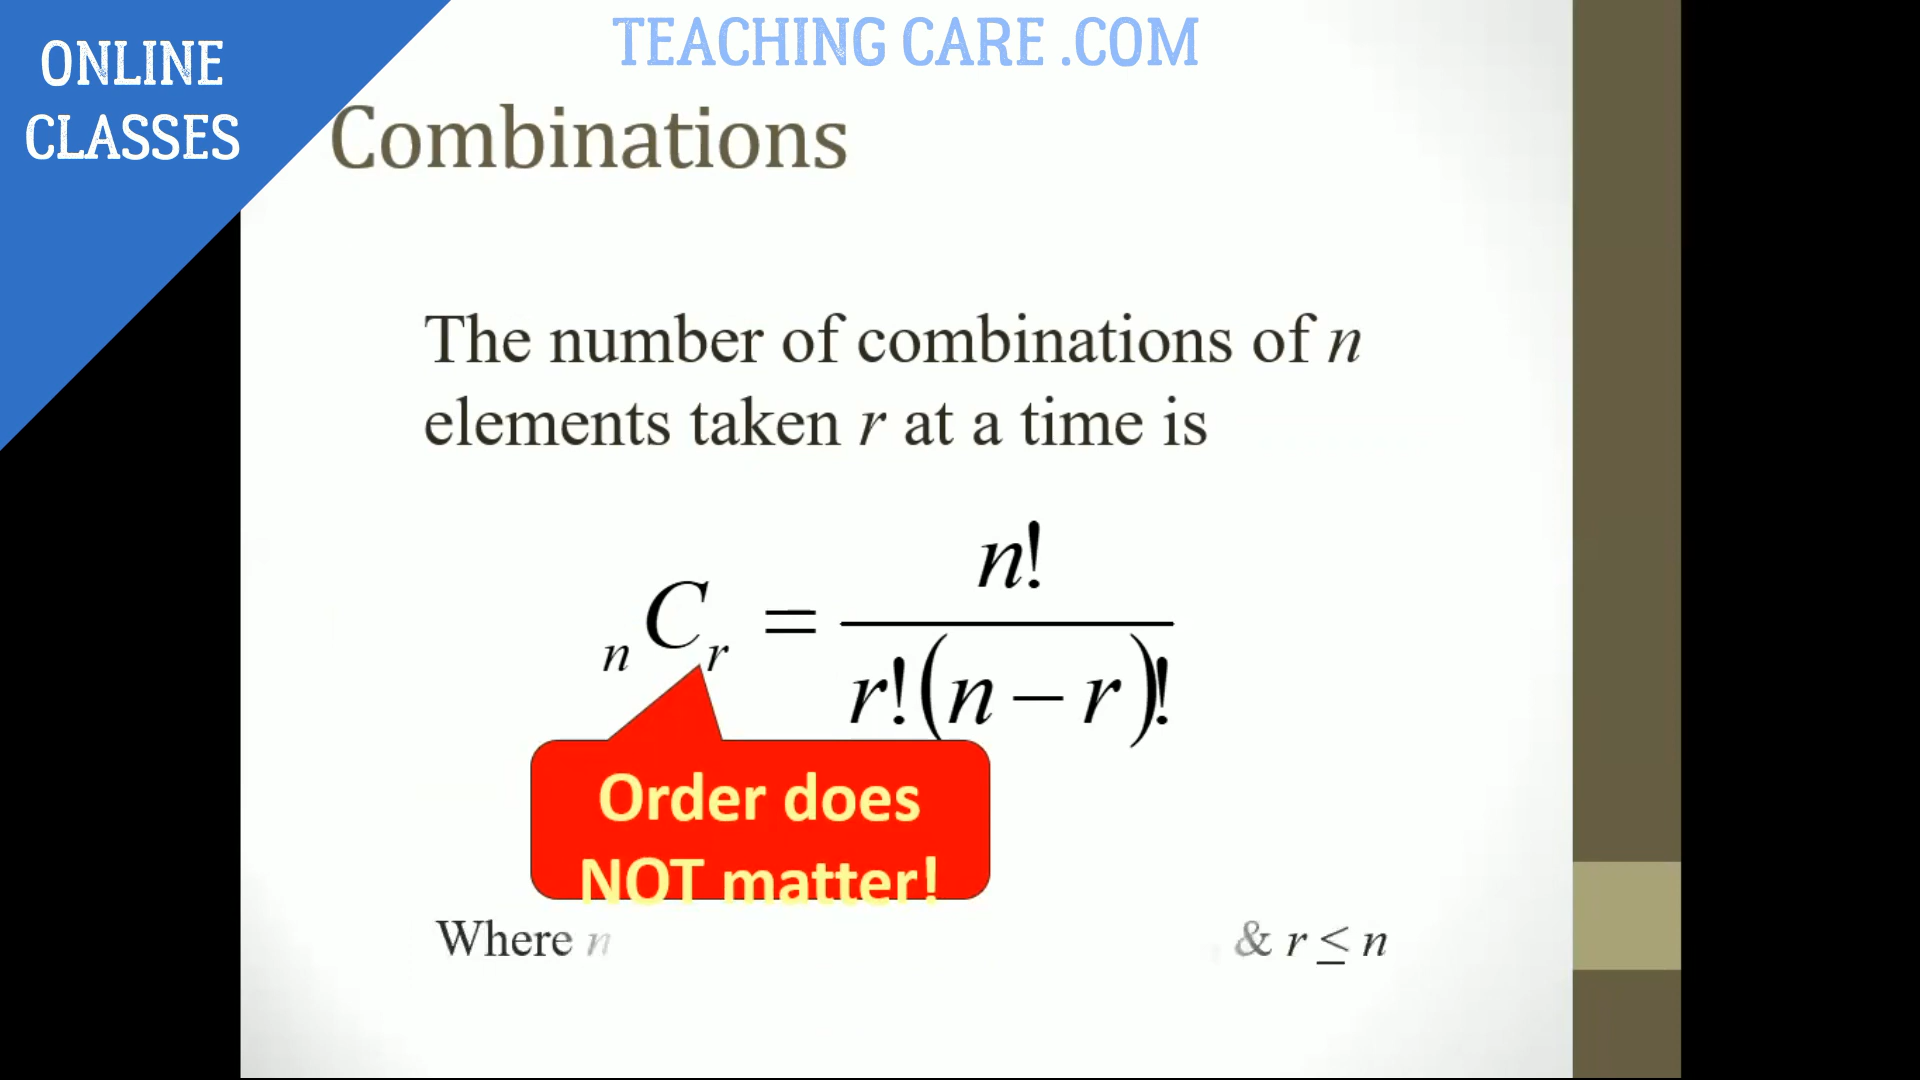 ONLINE
CLASSES
TEACHING CARE .COM
Combinations
The number of combinations of n
elements taken r at a time is
nCr = n! / r!(n – r)!
Order does
NOT matter!
Where n & r ≤ n